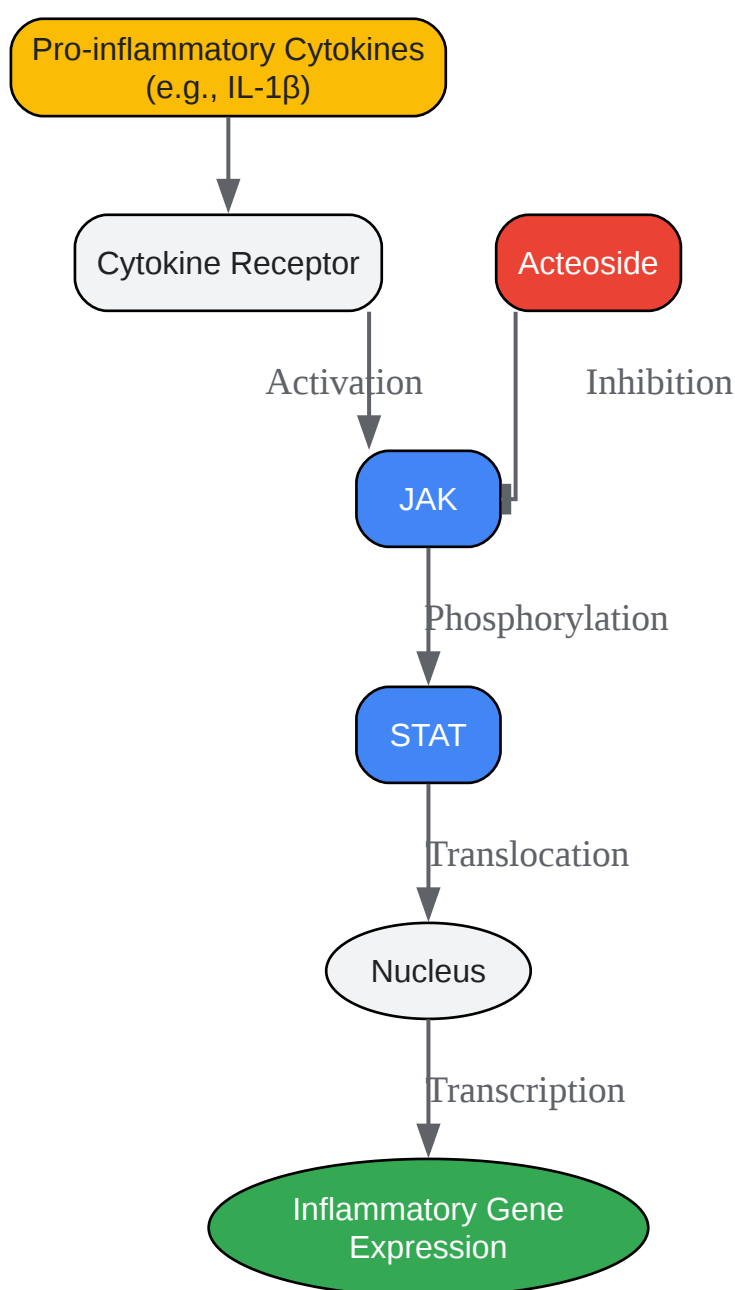 Pro-inflammatory Cytokines
(e.g., IL-1β)
Cytokine Receptor
Acteoside
Activation
Inhibition
JAK
Phosphorylation
STAT
Translocation
Nucleus
Transcription
Inflammatory Gene
Expression